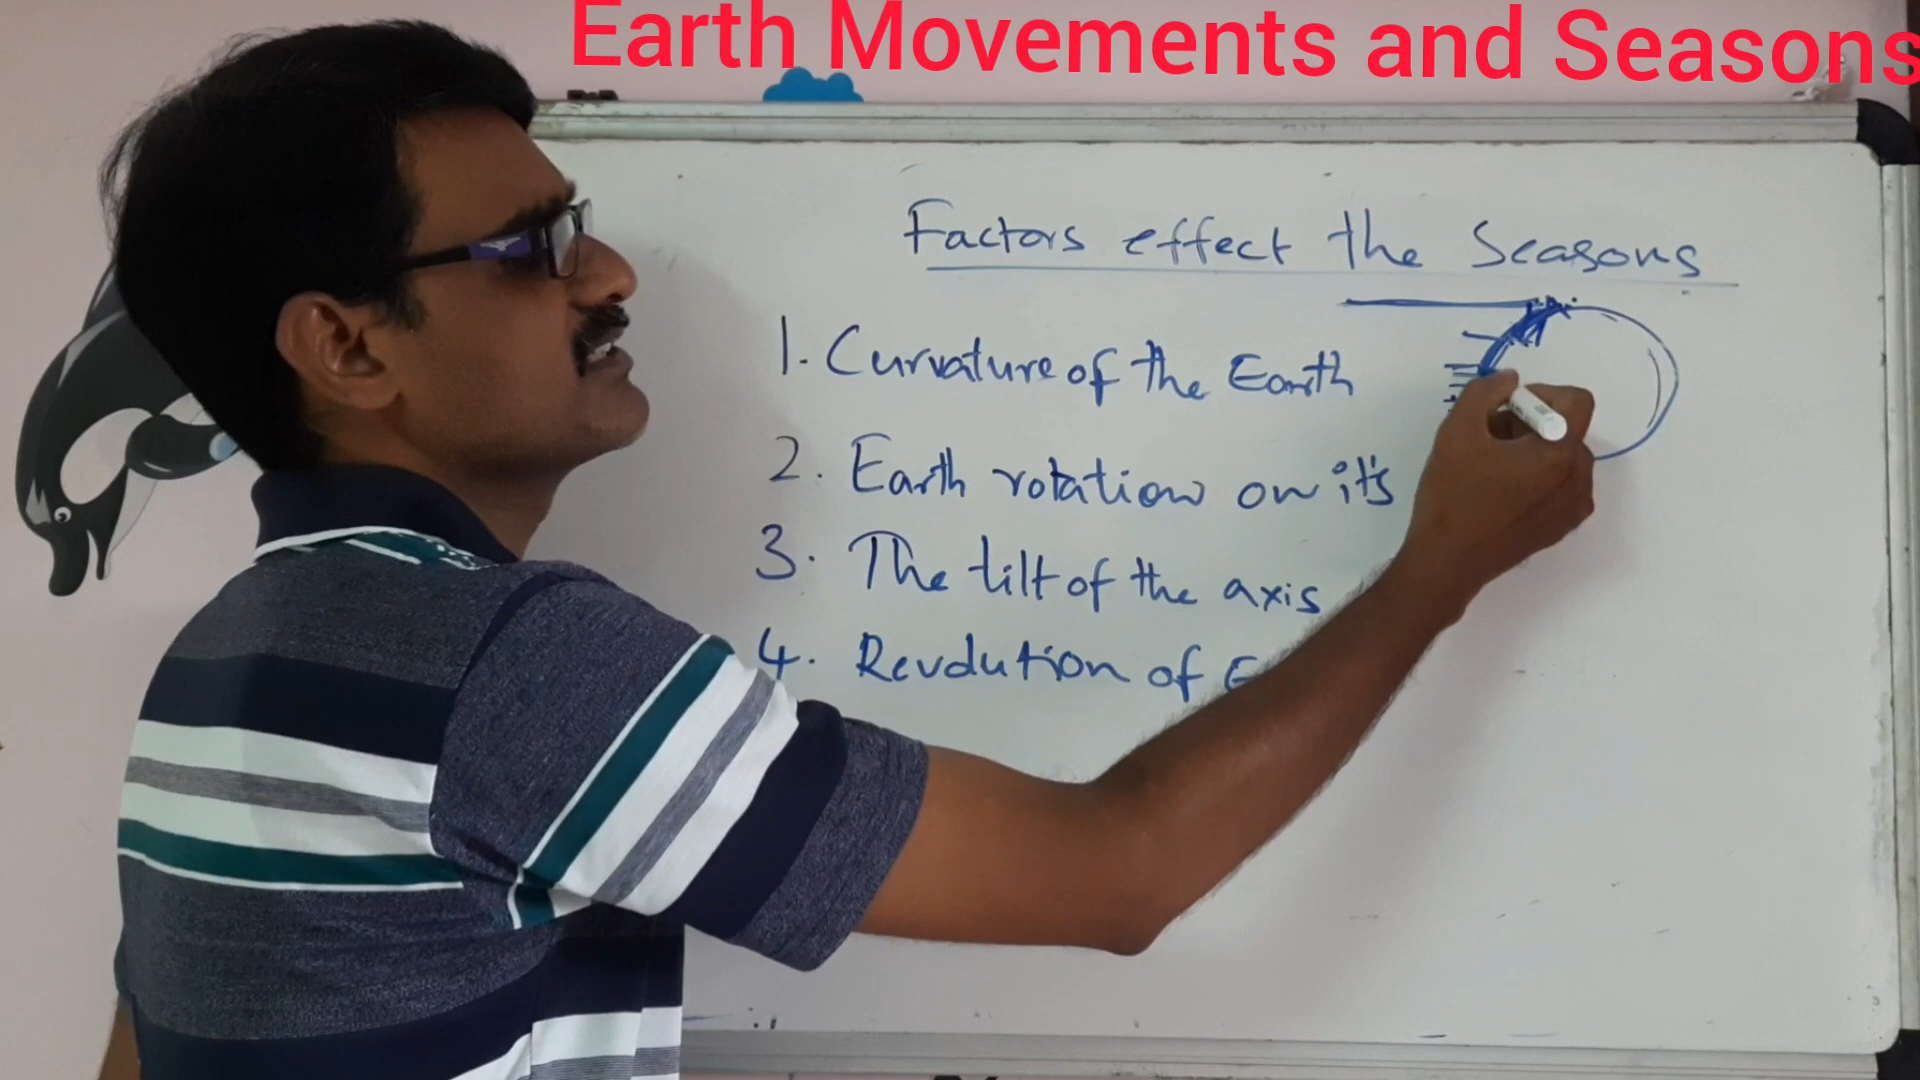 Earth Movements and Seasons
Factors effect the Seasons
1. Curvature of the Earth
2. Earth rotation on it's
3. The tilt of the axis
4. Revolution of E